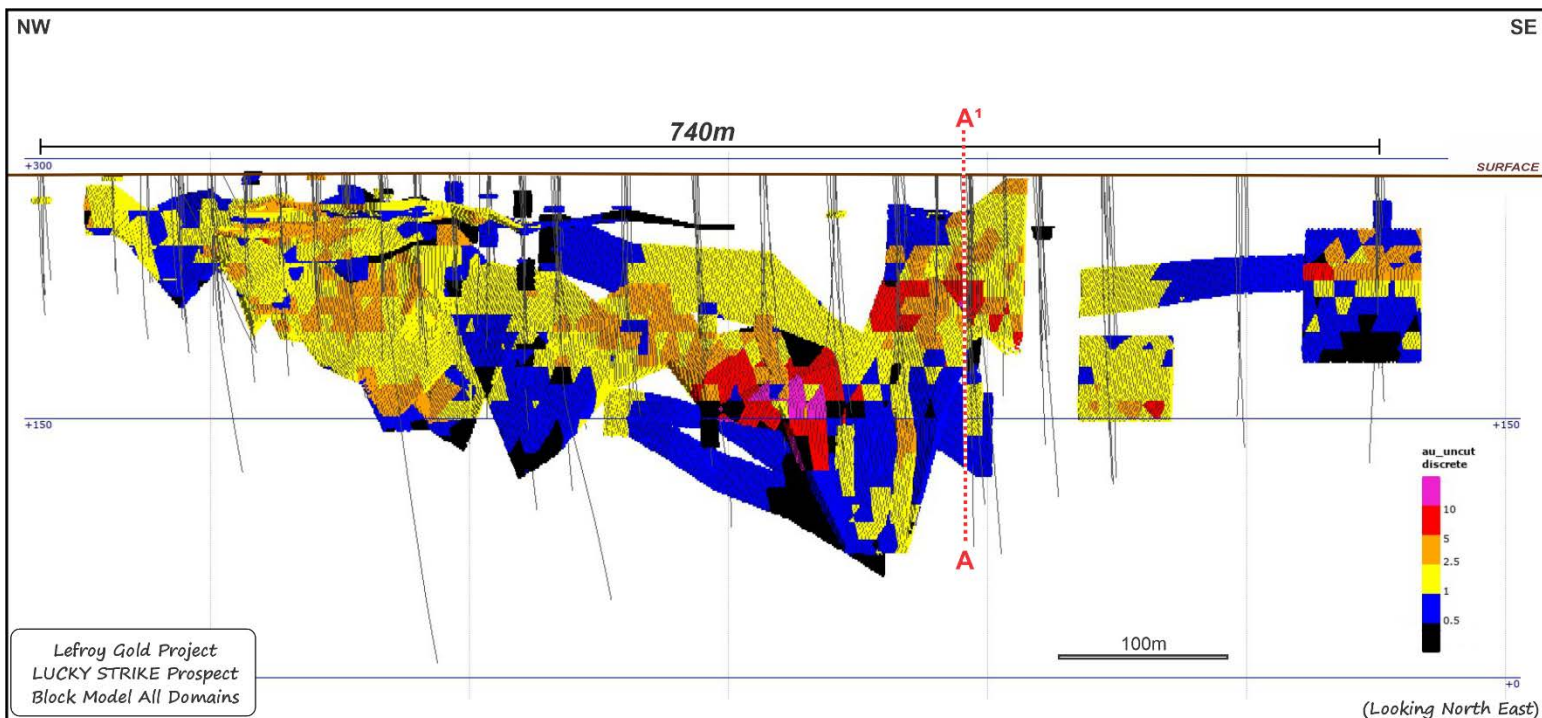 NW
SE
A¹
740m
+300
SURFACE
+150
+150
au_uncut
discrete
10
5
2.5
1
0.5
A
100m
Lefroy Gold Project
LUCKY STRIKE Prospect
Block Model All Domains
+0
(Looking North East)